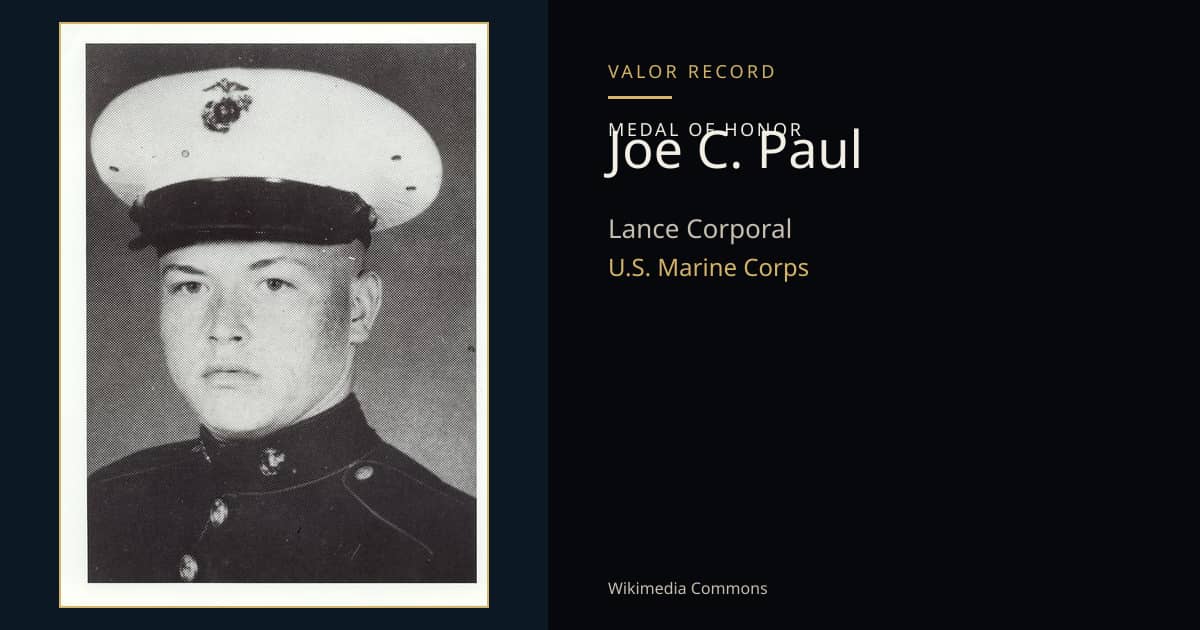 VALOR RECORD
MEDAL OF HONOR
Joe C. Paul
Lance Corporal
U.S. Marine Corps
Wikimedia Commons